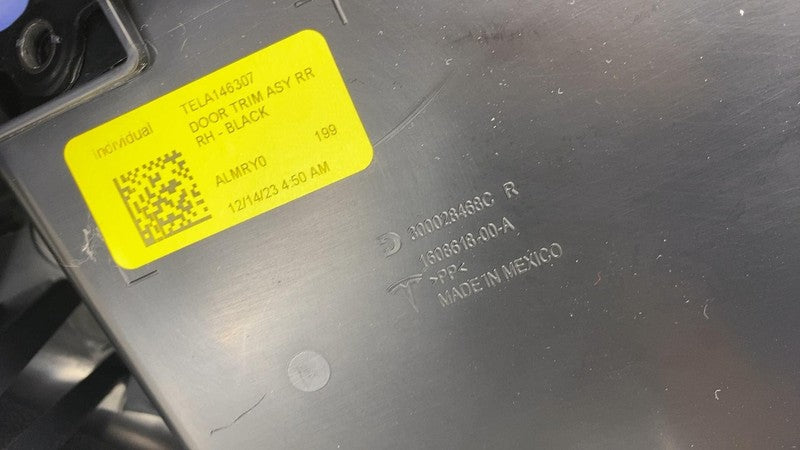 individual
TELA146307
DOOR TRIM ASY RR
RH - BLACK
ALMRY0
199
12/14/23 4:50 AM
300028468C R
1608618-00-A
>PP<
MADE IN MEXICO